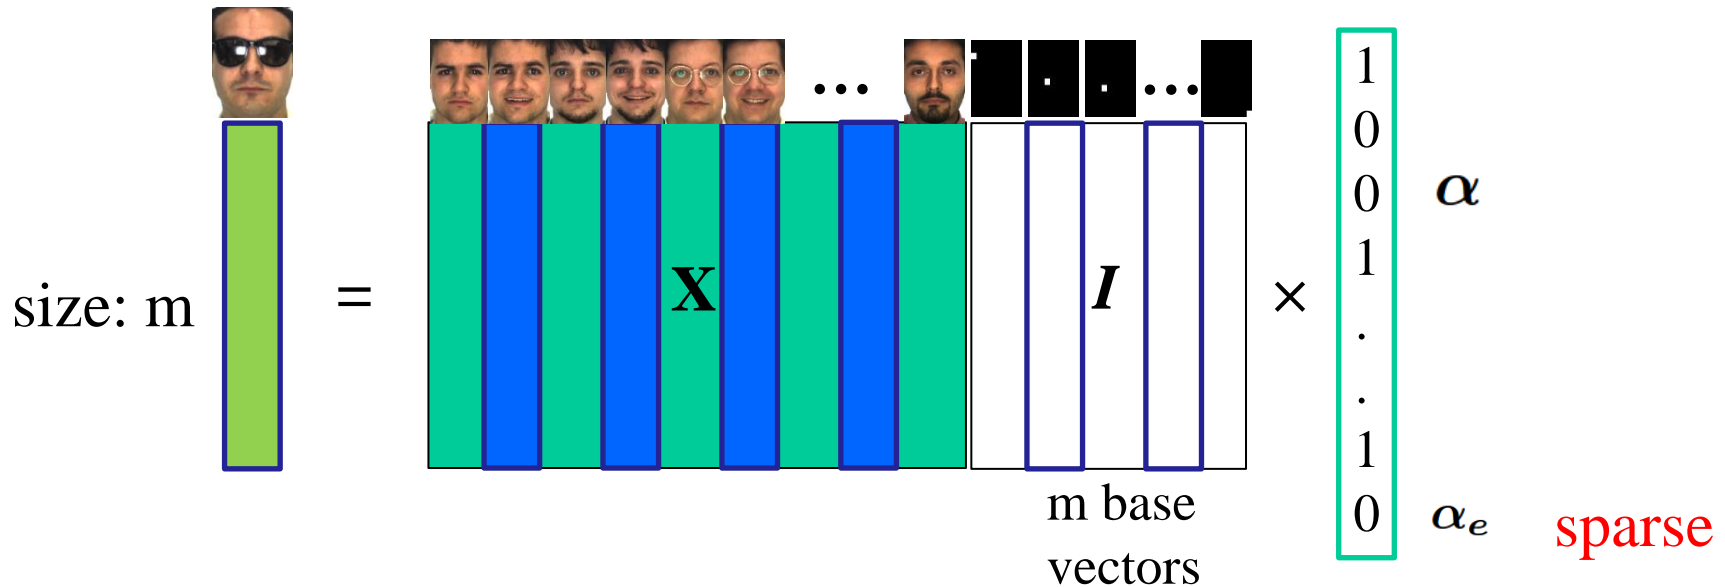 ... ...
size: m
=
X
I
×
1
0
0
1
.
.
1
0
α
αₑ
sparse
m base
vectors